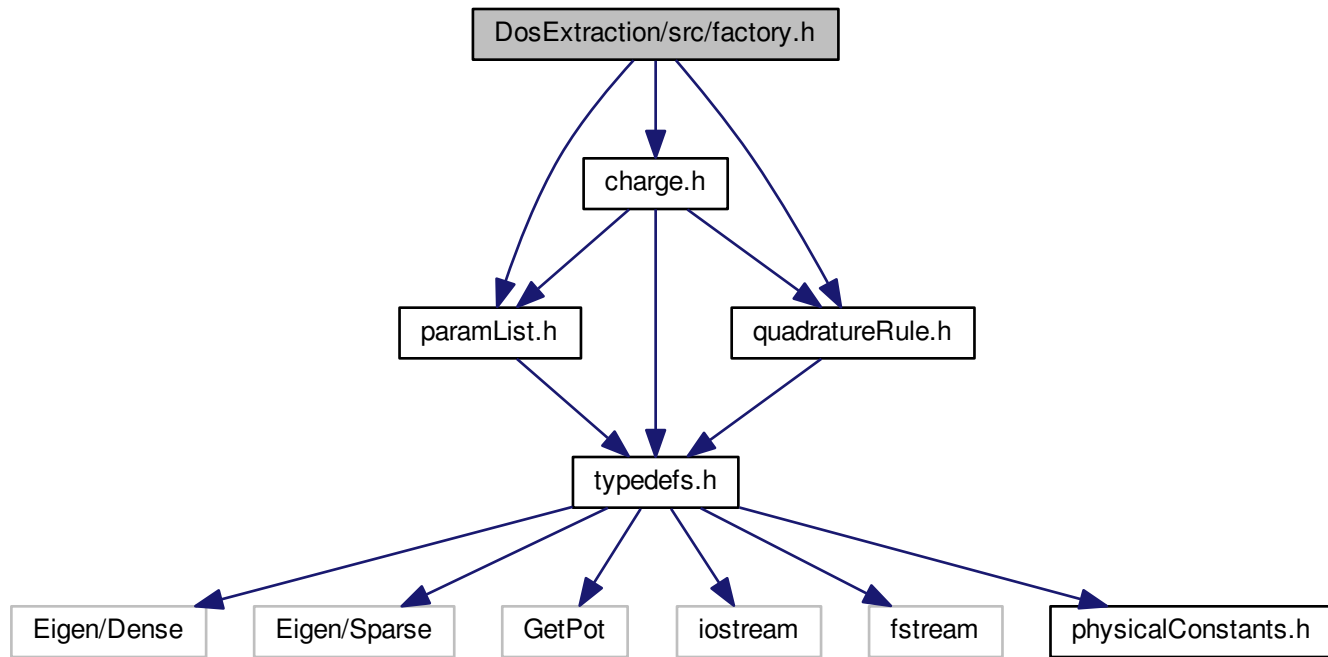 DosExtraction/src/factory.h
charge.h
paramList.h
quadratureRule.h
typedefs.h
Eigen/Dense
Eigen/Sparse
GetPot
iostream
fstream
physicalConstants.h